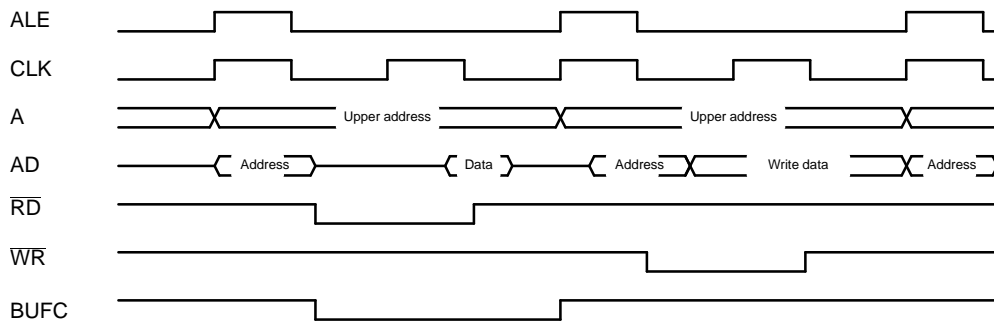 ALE
CLK
A Upper address Upper address
AD Address Data Address Write data Address
RD
WR
BUFC